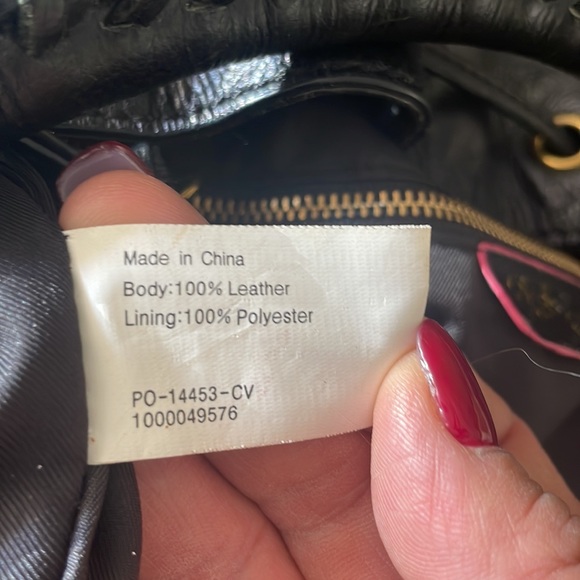 Made in China
Body:100% Leather
Lining:100% Polyester
PO-14453-CV
1000049576